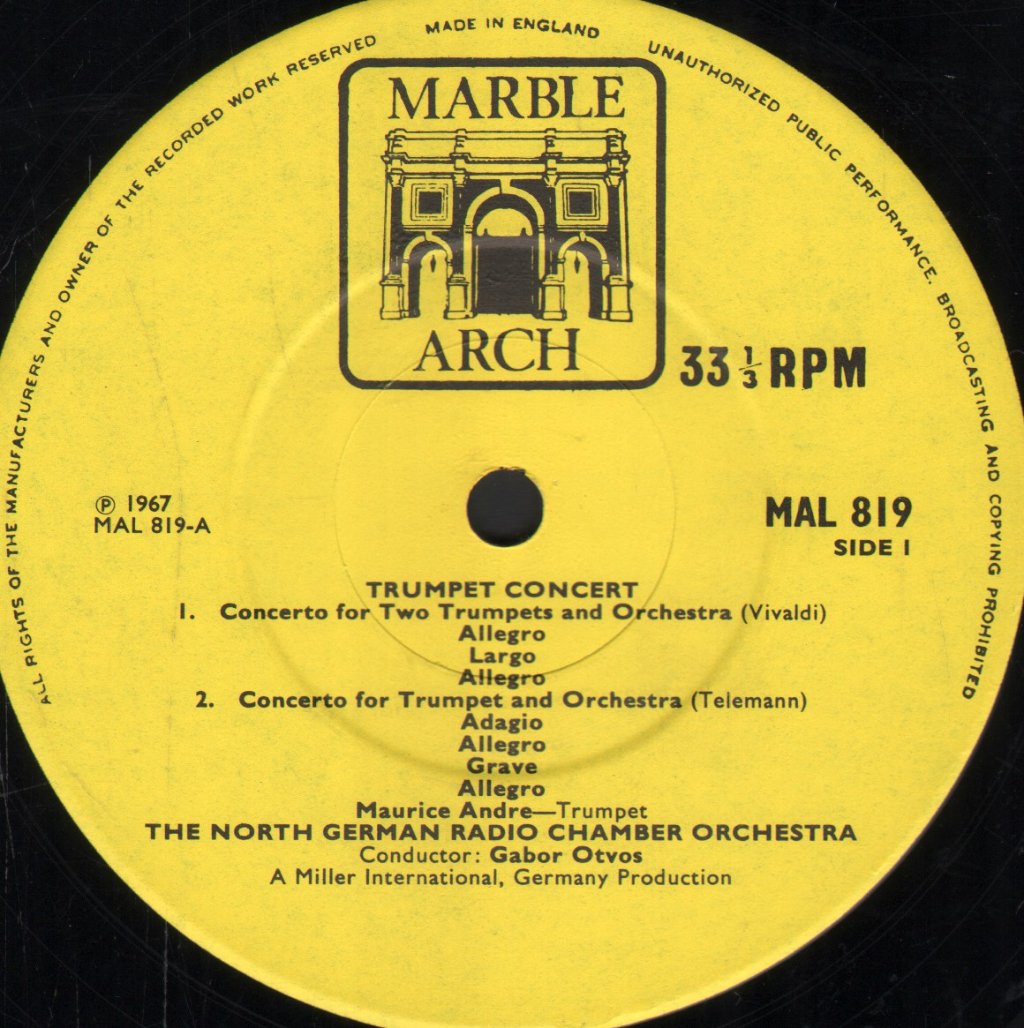 MADE IN ENGLAND
ALL RIGHTS OF THE MANUFACTURERS AND OWNER OF THE RECORDED WORK RESERVED
UNAUTHORIZED PUBLIC PERFORMANCE, BROADCASTING AND COPYING PROHIBITED
MARBLE
ARCH
33 1/3 RPM
℗ 1967
MAL 819-A
MAL 819
SIDE 1
TRUMPET CONCERT
1. Concerto for Two Trumpets and Orchestra (Vivaldi)
Allegro
Largo
Allegro
2. Concerto for Trumpet and Orchestra (Telemann)
Adagio
Allegro
Grave
Allegro
Maurice Andre—Trumpet
THE NORTH GERMAN RADIO CHAMBER ORCHESTRA
Conductor: Gabor Otvos
A Miller International, Germany Production